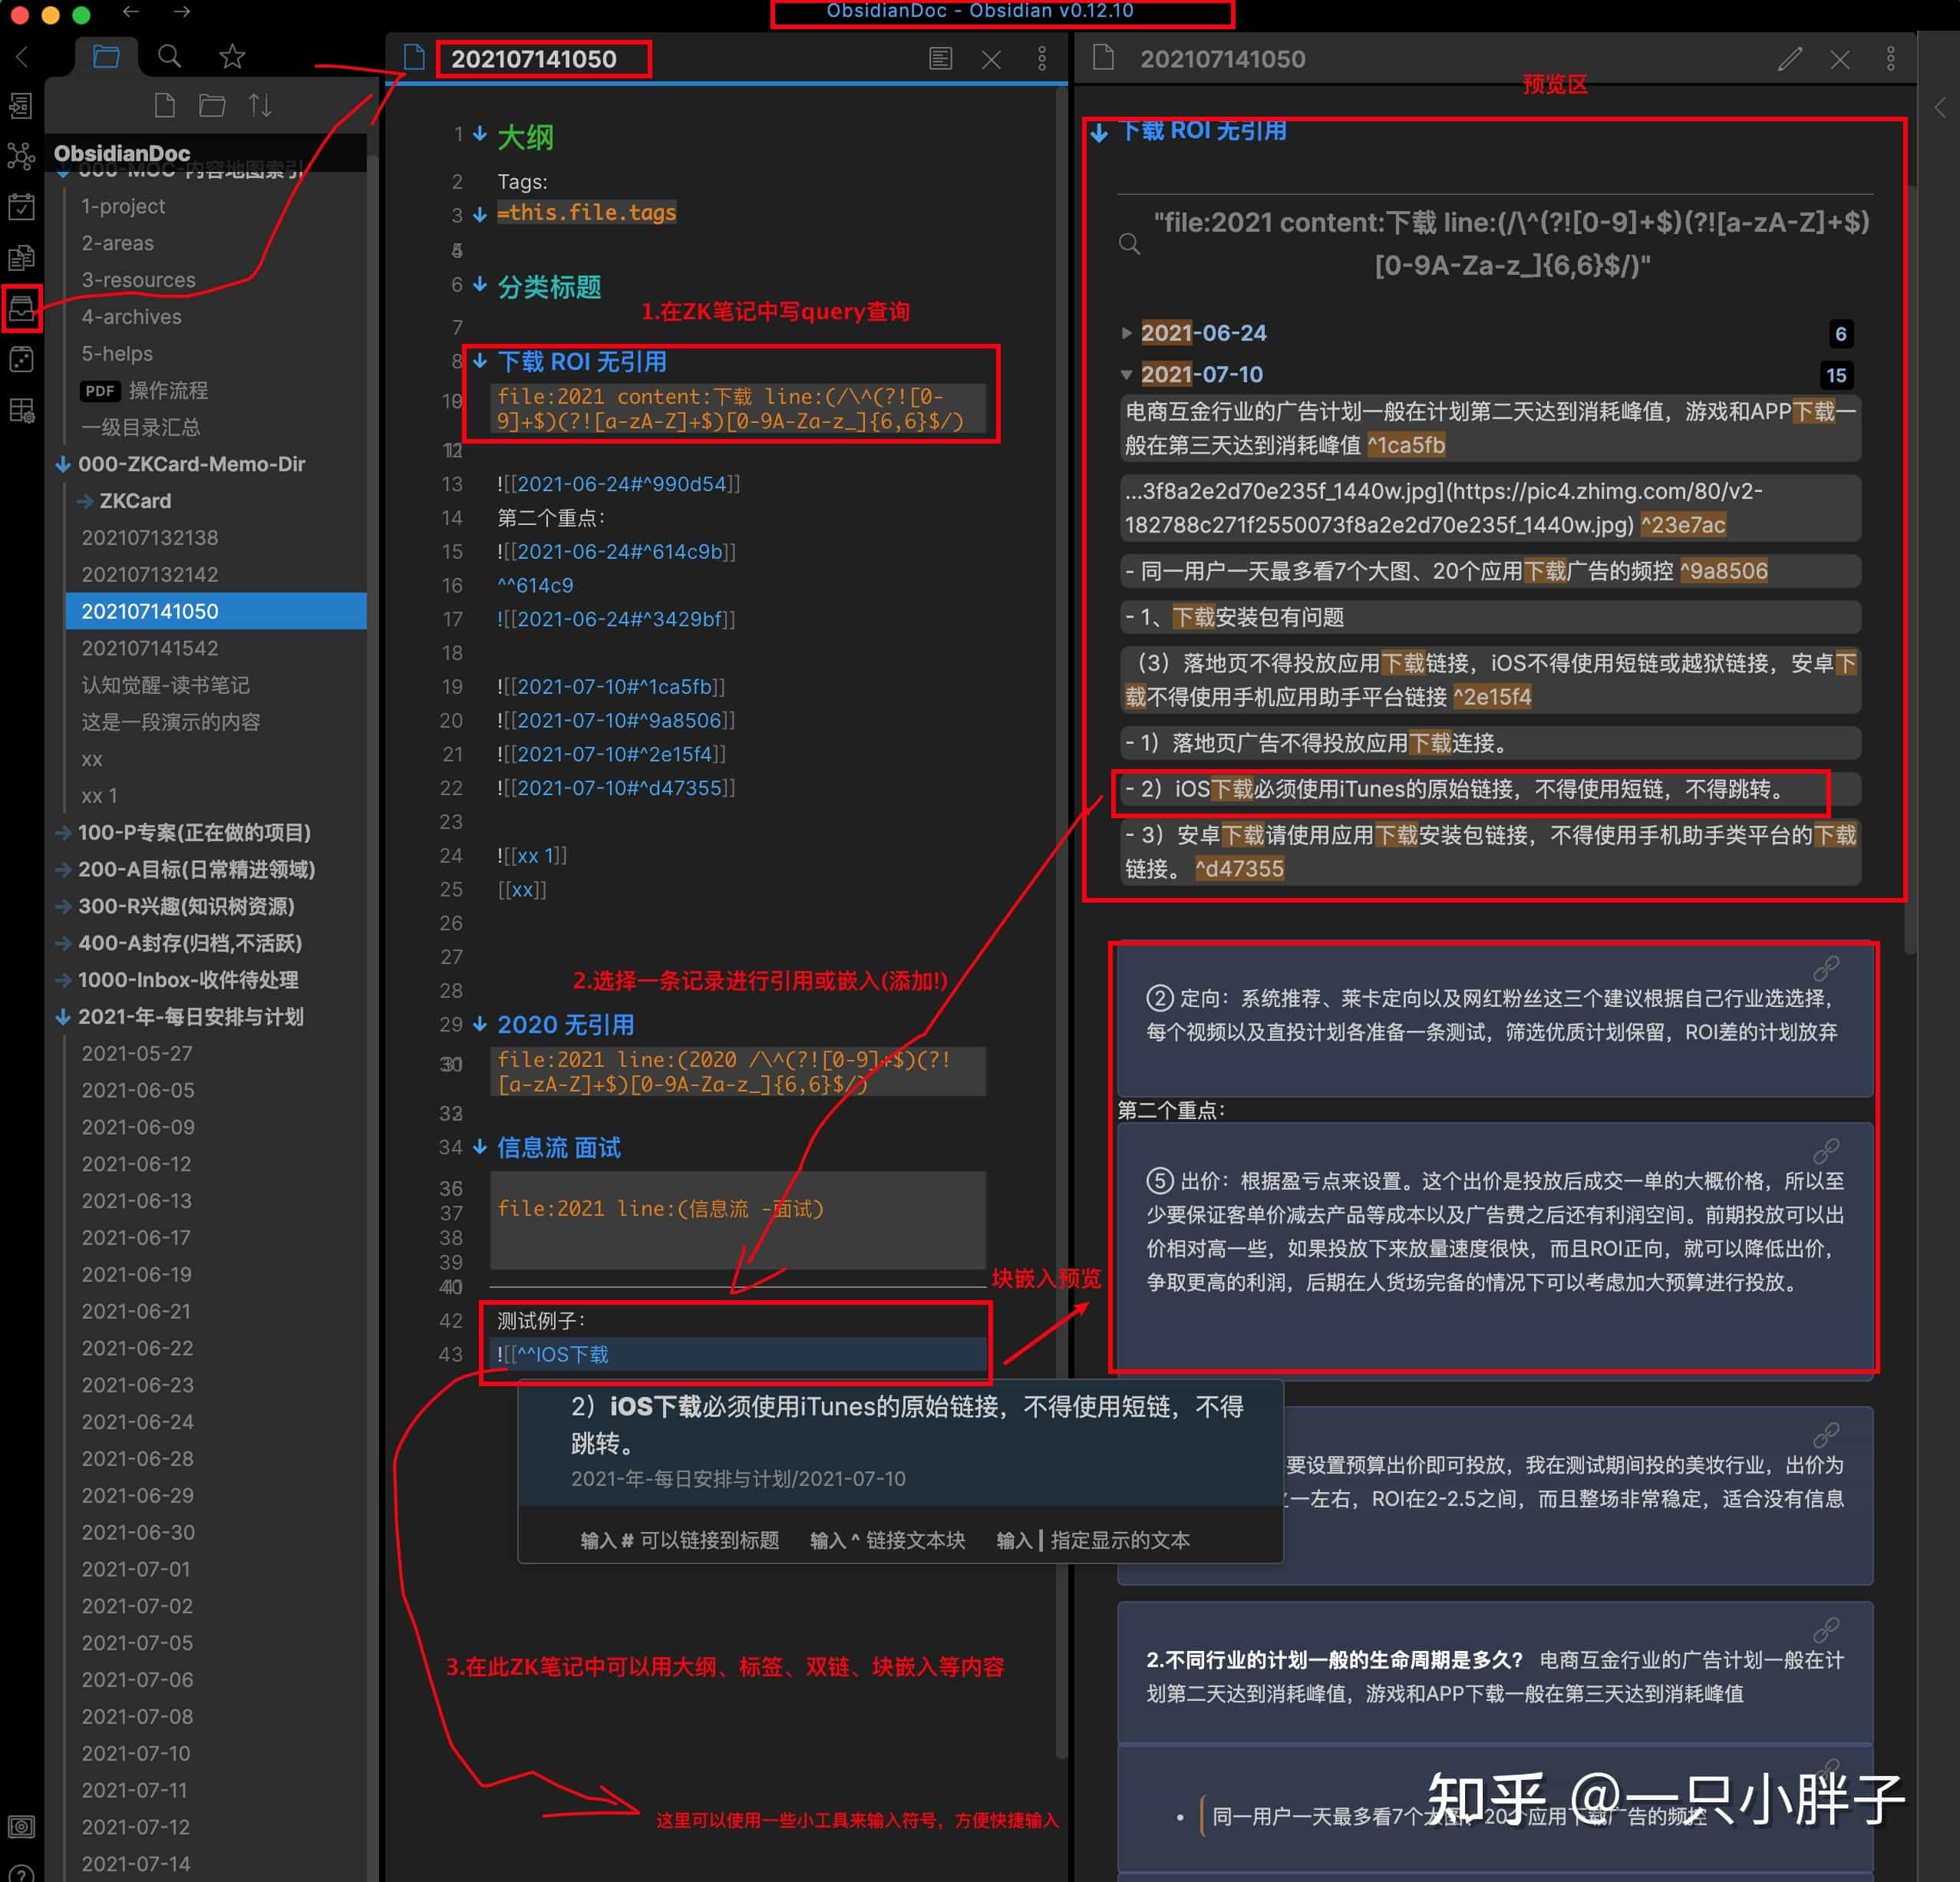 ObsidianDoc - Obsidian v0.12.10
ObsidianDoc
000-MOC-内容地图索引
1-project
2-areas
3-resources
4-archives
5-helps
PDF 操作流程
一级目录汇总
000-ZKCard-Memo-Dir
ZKCard
202107132138
202107132142
202107141050
202107141542
认知觉醒-读书笔记
这是一段演示的内容
xx
xx 1
100-P专案(正在做的项目)
200-A目标(日常精进领域)
300-R兴趣(知识树资源)
400-A封存(归档,不活跃)
1000-Inbox-收件待处理
2021-年-每日安排与计划
2021-05-27
2021-06-05
2021-06-09
2021-06-12
2021-06-13
2021-06-17
2021-06-19
2021-06-21
2021-06-22
2021-06-23
2021-06-24
2021-06-28
2021-06-29
2021-06-30
2021-07-01
2021-07-02
2021-07-05
2021-07-06
2021-07-08
2021-07-10
2021-07-11
2021-07-12
2021-07-14
202107141050
1 大纲
2 Tags:
3 =this.file.tags
6 分类标题
1.在ZK笔记中写query查询
7
8 下载 ROI 无引用
file:2021 content:下载 line:(/\^(?![0-
9]+$)(?![a-zA-Z]+$)[0-9A-Za-z_]{6,6}$/)
13 ![[2021-06-24#^990d54]]
14 第二个重点：
15 ![[2021-06-24#^614c9b]]
16 ^^614c9
17 ![[2021-06-24#^3429bf]]
18
19 ![[2021-07-10#^1ca5fb]]
20 ![[2021-07-10#^9a8506]]
21 ![[2021-07-10#^2e15f4]]
22 ![[2021-07-10#^d47355]]
23
24 ![[xx 1]]
25 [[xx]]
26
27
2.选择一条记录进行引用或嵌入(添加!)
28
29 2020 无引用
file:2021 line:(2020 /\^(?![0-9]+$)(?!
[a-zA-Z]+$)[0-9A-Za-z_]{6,6}$/)
34 信息流 面试
36
37 file:2021 line:(信息流 -面试)
38
39
块嵌入预览
42 测试例子：
43 ![[^^IOS下载
2）iOS下载必须使用iTunes的原始链接，不得使用短链，不得
跳转。
2021-年-每日安排与计划/2021-07-10
输入 # 可以链接到标题 输入 ^ 链接文本块 输入 | 指定显示的文本
3.在此ZK笔记中可以用大纲、标签、双链、块嵌入等内容
这里可以使用一些小工具来输入符号，方便快捷输入
202107141050
预览区
下载 ROI 无引用
"file:2021 content:下载 line:(/\^(?![0-9]+$)(?![a-zA-Z]+$)
[0-9A-Za-z_]{6,6}$/)"
2021-06-24 6
2021-07-10 15
电商互金行业的广告计划一般在计划第二天达到消耗峰值，游戏和APP下载一
般在第三天达到消耗峰值 ^1ca5fb
...3f8a2e2d70e235f_1440w.jpg](https://pic4.zhimg.com/80/v2-
182788c271f2550073f8a2e2d70e235f_1440w.jpg) ^23e7ac
- 同一用户一天最多看7个大图、20个应用下载广告的频控 ^9a8506
- 1、下载安装包有问题
（3）落地页不得投放应用下载链接，iOS不得使用短链或越狱链接，安卓下
载不得使用手机应用助手平台链接 ^2e15f4
- 1）落地页广告不得投放应用下载连接。
- 2）iOS下载必须使用iTunes的原始链接，不得使用短链，不得跳转。
- 3）安卓下载请使用应用下载安装包链接，不得使用手机助手类平台的下载
链接。 ^d47355
② 定向：系统推荐、莱卡定向以及网红粉丝这三个建议根据自己行业选选择，
每个视频以及直投计划各准备一条测试，筛选优质计划保留，ROI差的计划放弃
第二个重点：
⑤ 出价：根据盈亏点来设置。这个出价是投放后成交一单的大概价格，所以至
少要保证客单价减去产品等成本以及广告费之后还有利润空间。前期投放可以出
价相对高一些，如果投放下来放量速度很快，而且ROI正向，就可以降低出价，
争取更高的利润，后期在人货场完备的情况下可以考虑加大预算进行投放。
要设置预算出价即可投放，我在测试期间投的美妆行业，出价为
一左右，ROI在2-2.5之间，而且整场非常稳定，适合没有信息
2.不同行业的计划一般的生命周期是多久？ 电商互金行业的广告计划一般在计
划第二天达到消耗峰值，游戏和APP下载一般在第三天达到消耗峰值
• 同一用户一天最多看7个大图、20个应用下载广告的频控
知乎 @一只小胖子